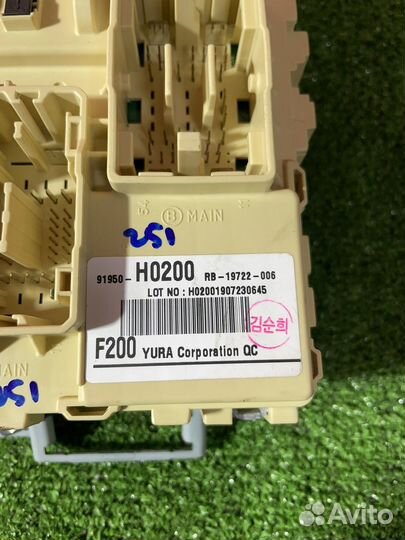 B MAIN
251
91950-H0200 RB-19722-006
LOT NO : H02001907230645
김순희
F200 YURA Corporation QC
MAIN
051
Avito